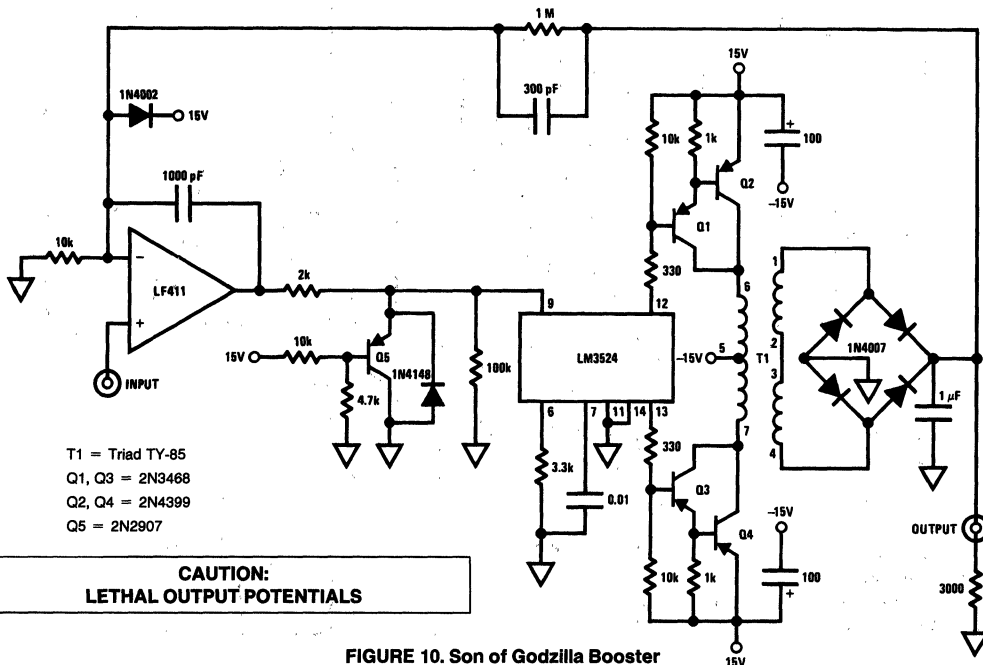 1 M
15V
1N4002
15V
300 pF
10k
1k
+
100
Q2
-15V
1000 pF
Q1
10k
-
LF411
2k
330
+
INPUT
9
12
6
1
15V
10k
Q5
1N4148
100k
LM3524
-15V
5
T1
2
3
1N4007
4.7k
6
7
11
14
13
7
4
1 µF
330
T1 = Triad TY-85
3.3k
Q3
Q1, Q3 = 2N3468
0.01
-15V
Q2, Q4 = 2N4399
Q4
OUTPUT
Q5 = 2N2907
10k
1k
100
+
3000
CAUTION:
LETHAL OUTPUT POTENTIALS
15V
FIGURE 10. Son of Godzilla Booster